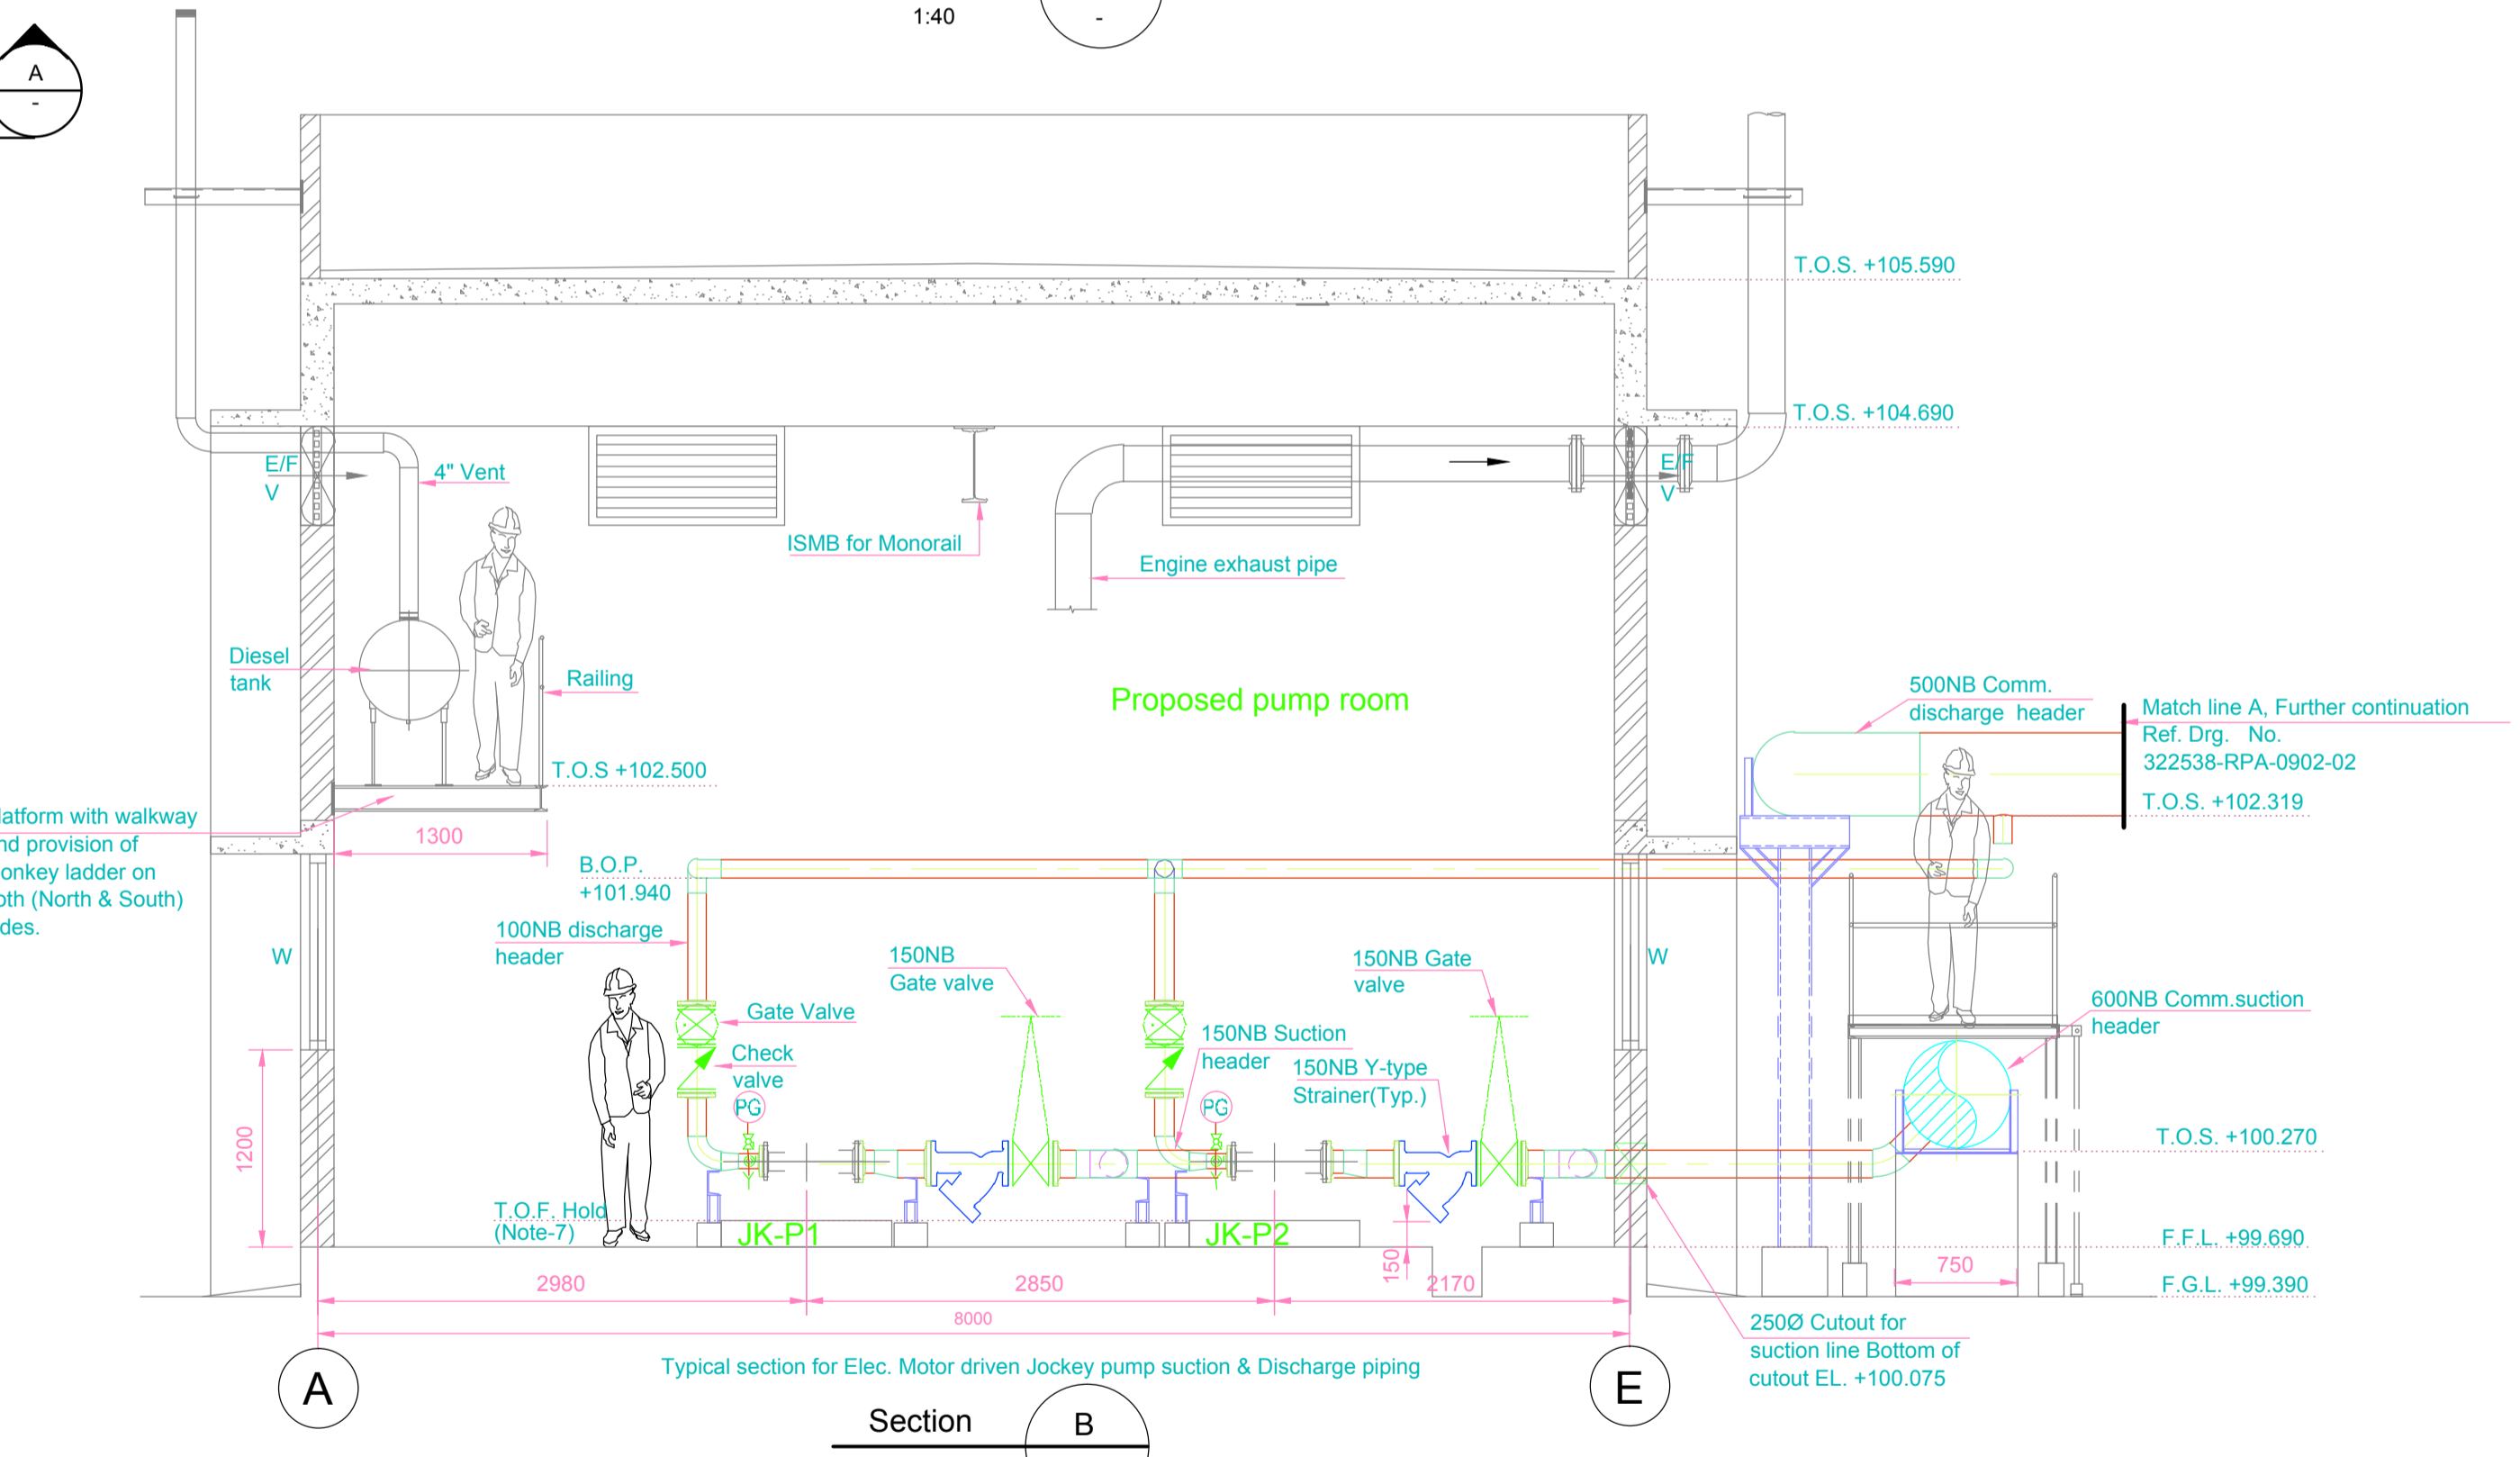 1:40
-
A
-
T.O.S. +105.590
T.O.S. +104.690
E/F
V
4" Vent
E/F
V
ISMB for Monorail
Engine exhaust pipe
Diesel
tank
Railing
Proposed pump room
500NB Comm.
discharge header
Match line A, Further continuation
Ref. Drg. No.
322538-RPA-0902-02
T.O.S +102.500
T.O.S. +102.319
latform with walkway
nd provision of
onkey ladder on
oth (North & South)
des.
1300
B.O.P.
+101.940
100NB discharge
header
W
150NB
Gate valve
150NB Gate
valve
W
600NB Comm.suction
header
Gate Valve
Check
valve
150NB Suction
header
150NB Y-type
Strainer(Typ.)
PG
PG
1200
T.O.S. +100.270
T.O.F. Hold
(Note-7)
JK-P1
JK-P2
150
F.F.L. +99.690
750
F.G.L. +99.390
2980
2850
2170
8000
250Ø Cutout for
suction line Bottom of
cutout EL. +100.075
Typical section for Elec. Motor driven Jockey pump suction & Discharge piping
A
E
Section
B